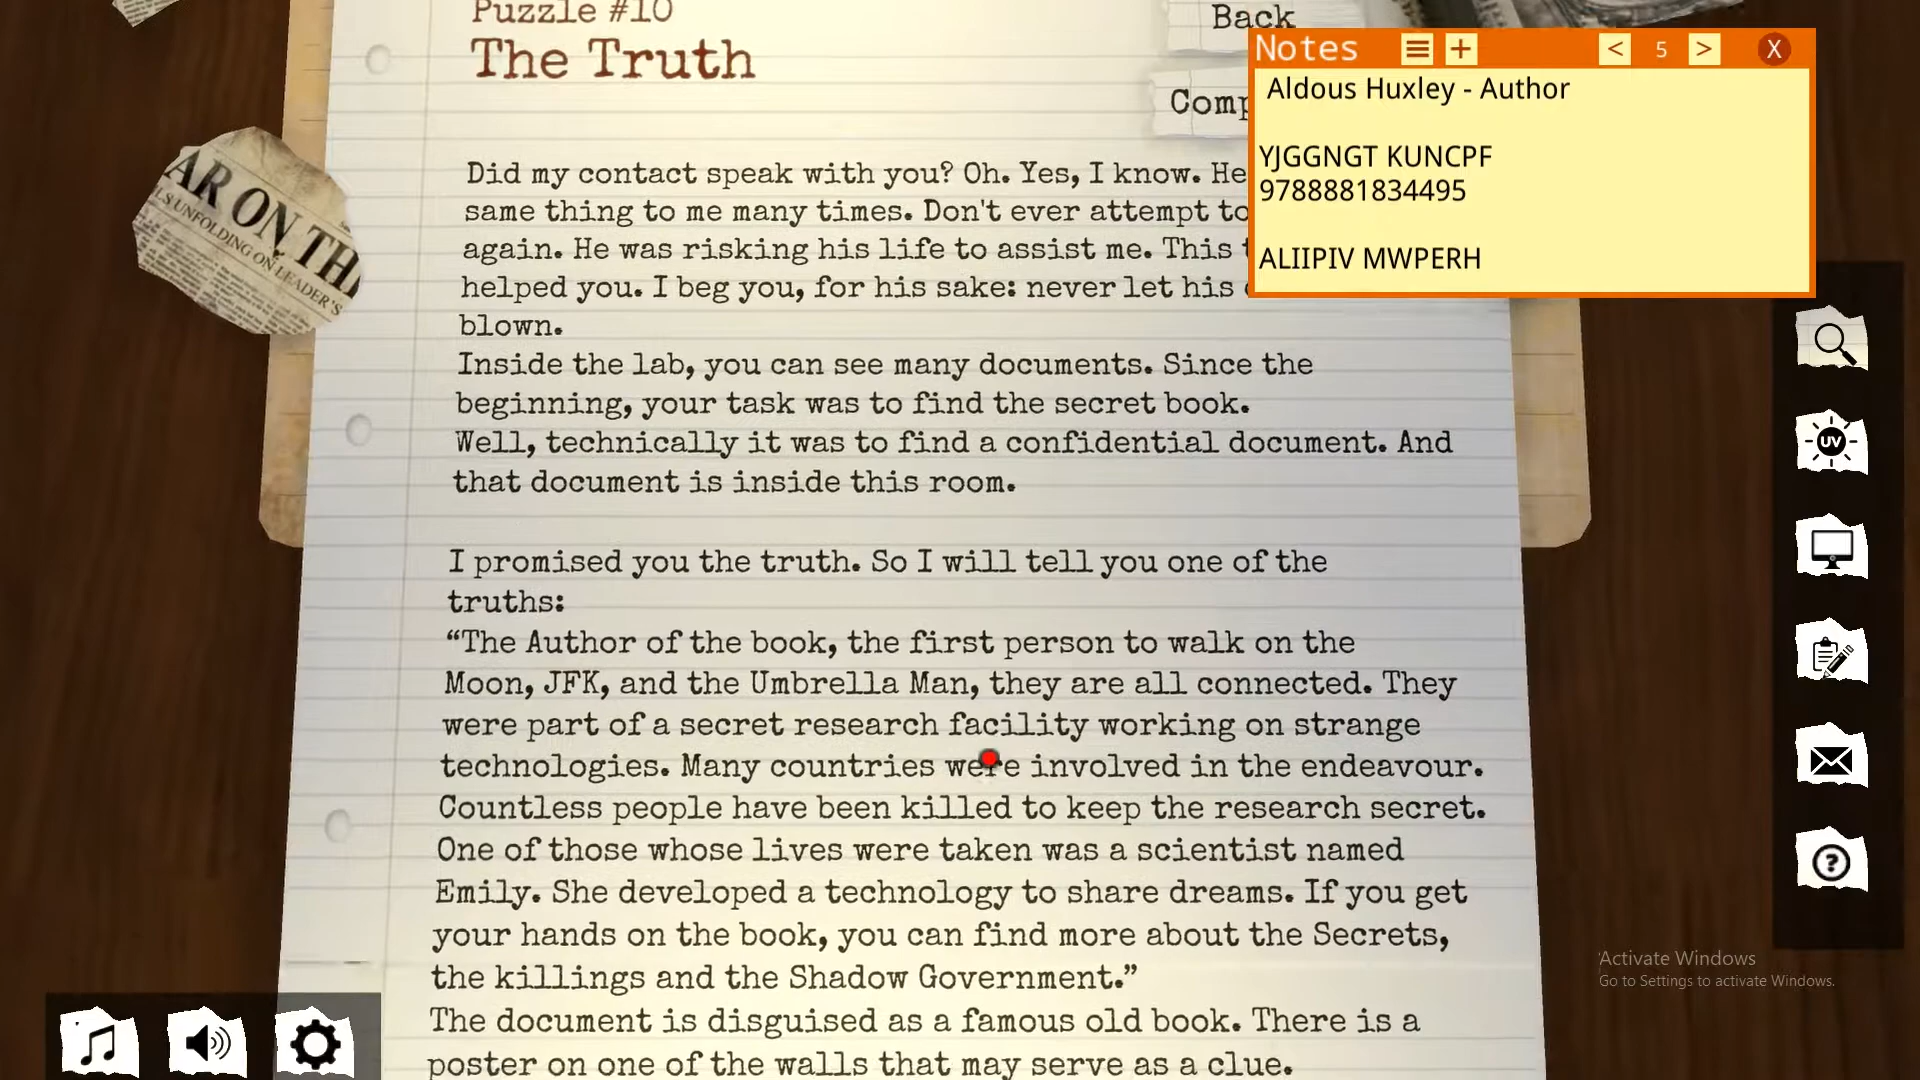 Puzzle #10
The Truth
Back
Notes
5
X
Aldous Huxley - Author
YJGGNGT KUNCPF
9788881834495
ALIIPIV MWPERH
AR ON TH
UNFOLDING ON LEADER'S
Did my contact speak with you? Oh. Yes, I know. He
same thing to me many times. Don't ever attempt to
again. He was risking his life to assist me. This
helped you. I beg you, for his sake: never let his
blown.
Inside the lab, you can see many documents. Since the
beginning, your task was to find the secret book.
Well, technically it was to find a confidential document. And
that document is inside this room.
I promised you the truth. So I will tell you one of the
truths:
“The Author of the book, the first person to walk on the
Moon, JFK, and the Umbrella Man, they are all connected. They
were part of a secret research facility working on strange
technologies. Many countries were involved in the endeavour.
Countless people have been killed to keep the research secret.
One of those whose lives were taken was a scientist named
Emily. She developed a technology to share dreams. If you get
your hands on the book, you can find more about the Secrets,
the killings and the Shadow Government.”
The document is disguised as a famous old book. There is a
poster on one of the walls that may serve as a clue.
UV
Activate Windows
Go to Settings to activate Windows.